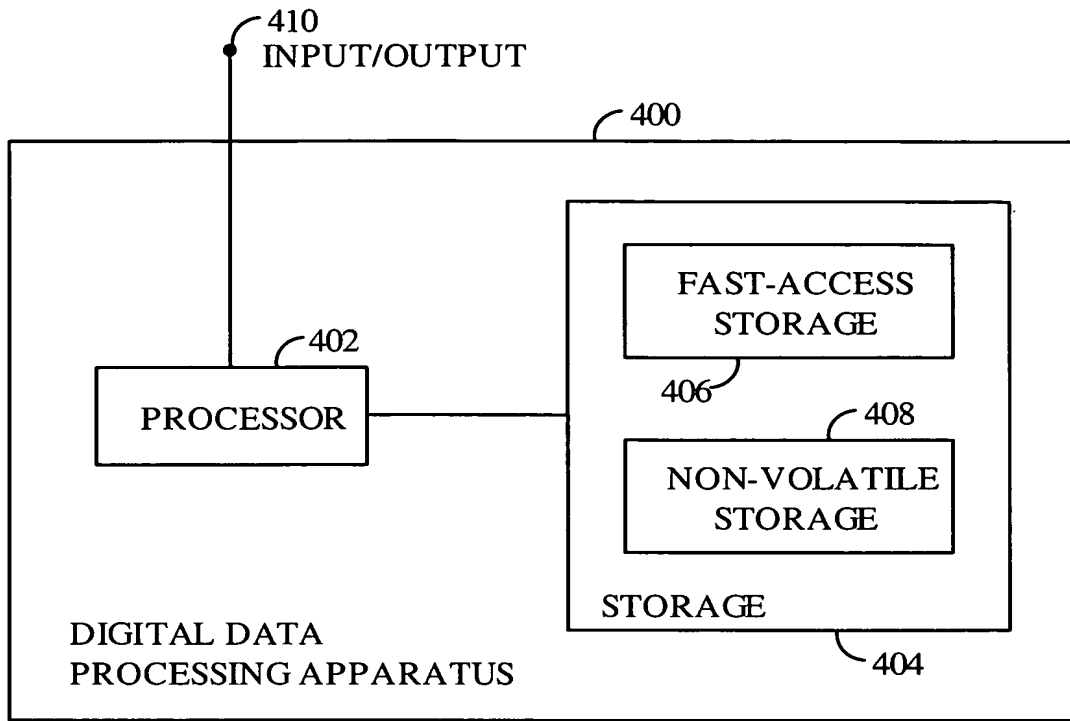 410
INPUT/OUTPUT
400
FAST-ACCESS
STORAGE
406
402
PROCESSOR
408
NON-VOLATILE
STORAGE
STORAGE
404
DIGITAL DATA
PROCESSING APPARATUS